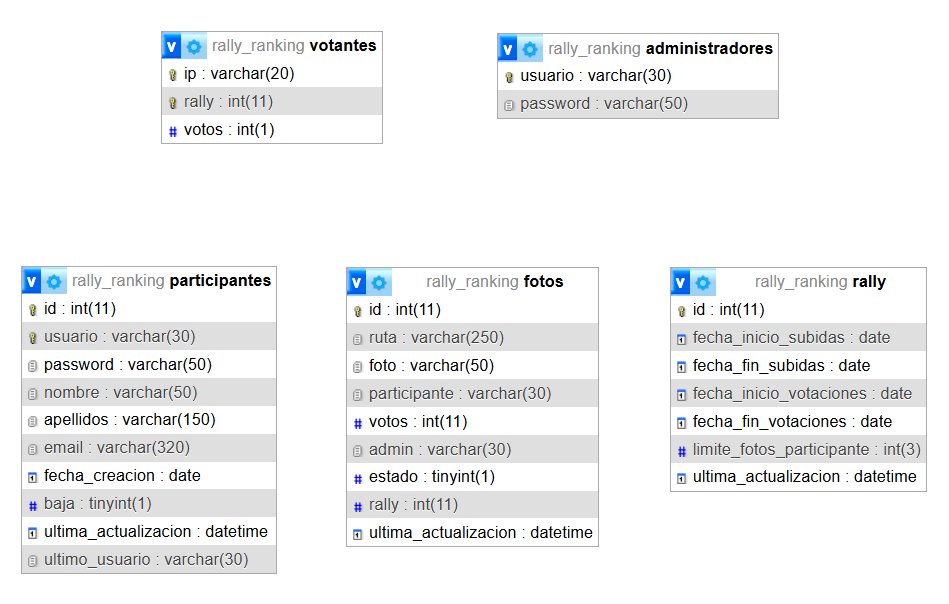 rally_ranking votantes
ip : varchar(20)
rally : int(11)
votos : int(1)
rally_ranking administradores
usuario : varchar(30)
password : varchar(50)
rally_ranking participantes
id : int(11)
usuario : varchar(30)
password : varchar(50)
nombre : varchar(50)
apellidos : varchar(150)
email : varchar(320)
fecha_creacion : date
baja : tinyint(1)
ultima_actualizacion : datetime
ultimo_usuario : varchar(30)
rally_ranking fotos
id : int(11)
ruta : varchar(250)
foto : varchar(50)
participante : varchar(30)
votos : int(11)
admin : varchar(30)
estado : tinyint(1)
rally : int(11)
ultima_actualizacion : datetime
rally_ranking rally
id : int(11)
fecha_inicio_subidas : date
fecha_fin_subidas : date
fecha_inicio_votaciones : date
fecha_fin_votaciones : date
limite_fotos_participante : int(3)
ultima_actualizacion : datetime